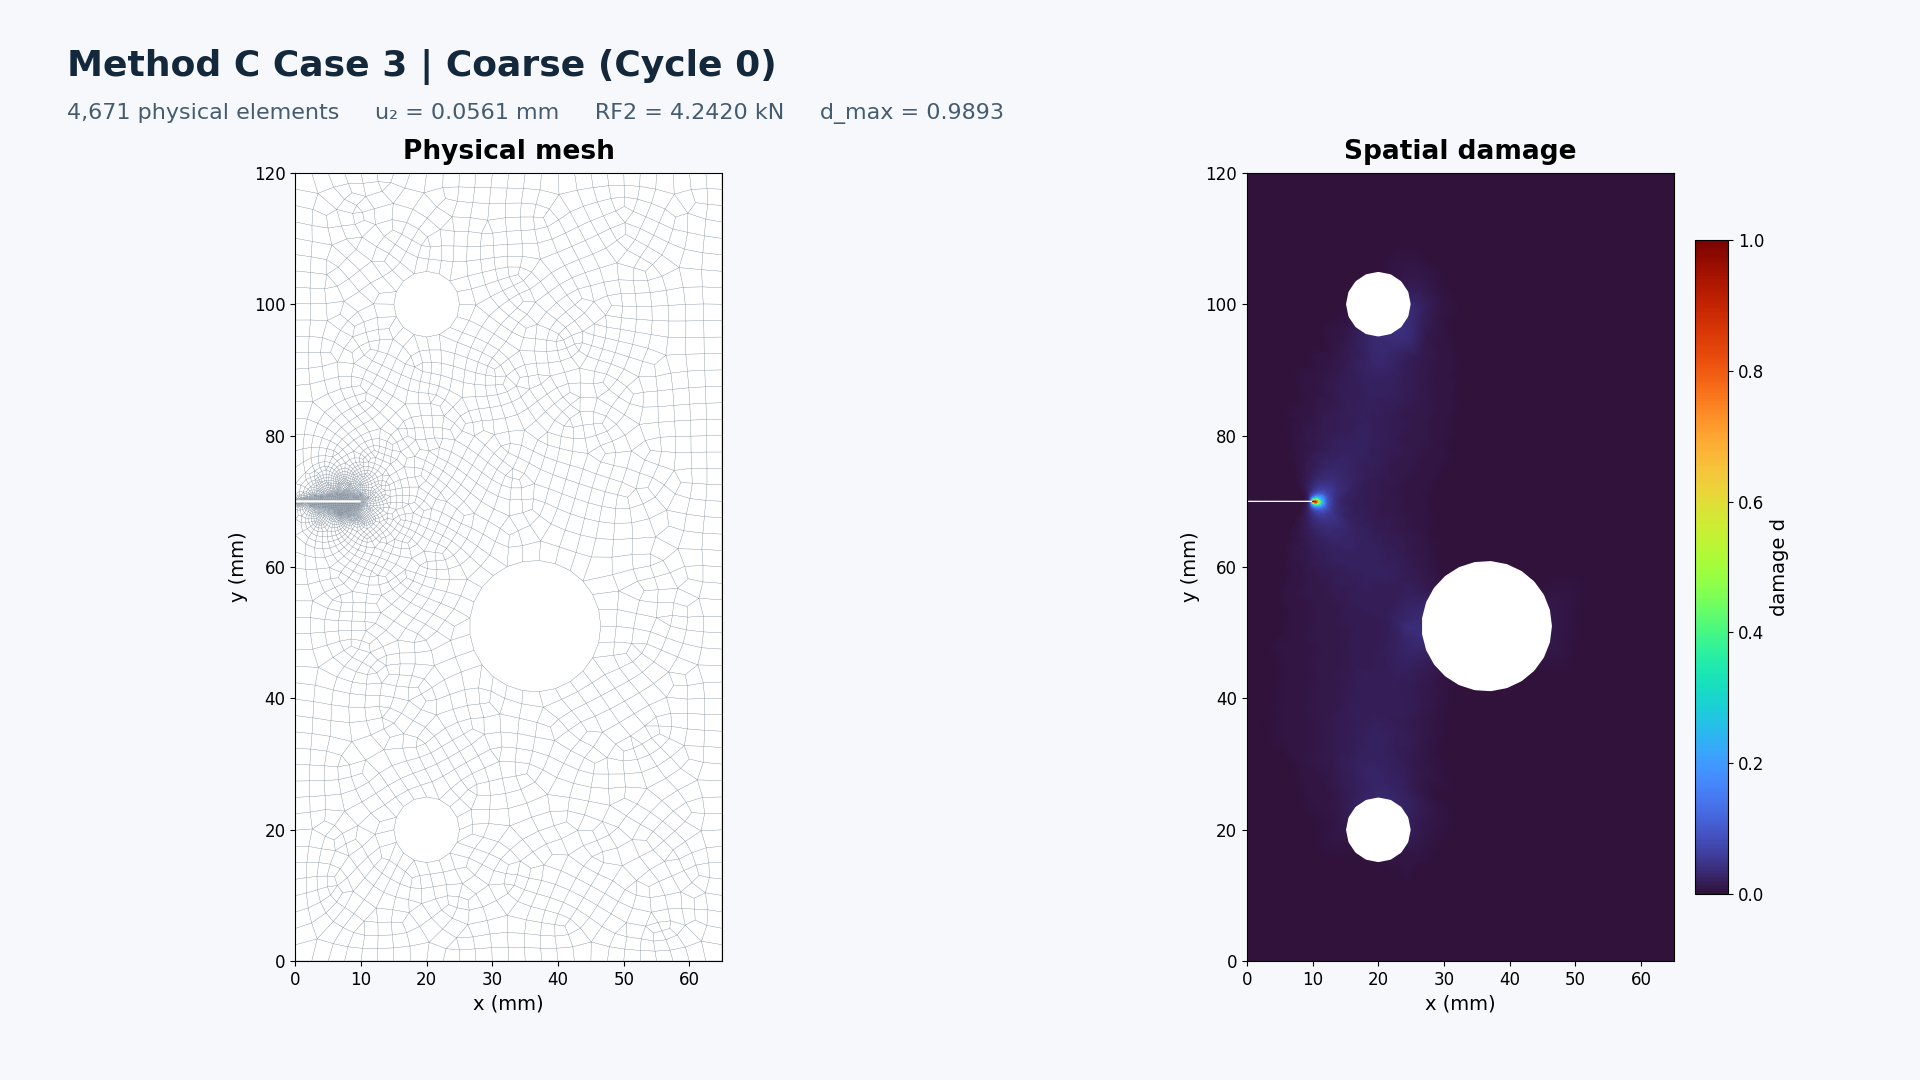 Method C Case 3 | Coarse (Cycle 0)
4,671 physical elements u₂ = 0.0561 mm RF2 = 4.2420 kN d_max = 0.9893
Physical mesh
120
100
80
60
40
20
0
y (mm)
0 10 20 30 40 50 60
x (mm)
Spatial damage
120
100
80
60
40
20
0
y (mm)
0 10 20 30 40 50 60
x (mm)
1.0
0.8
0.6
0.4
0.2
0.0
damage d